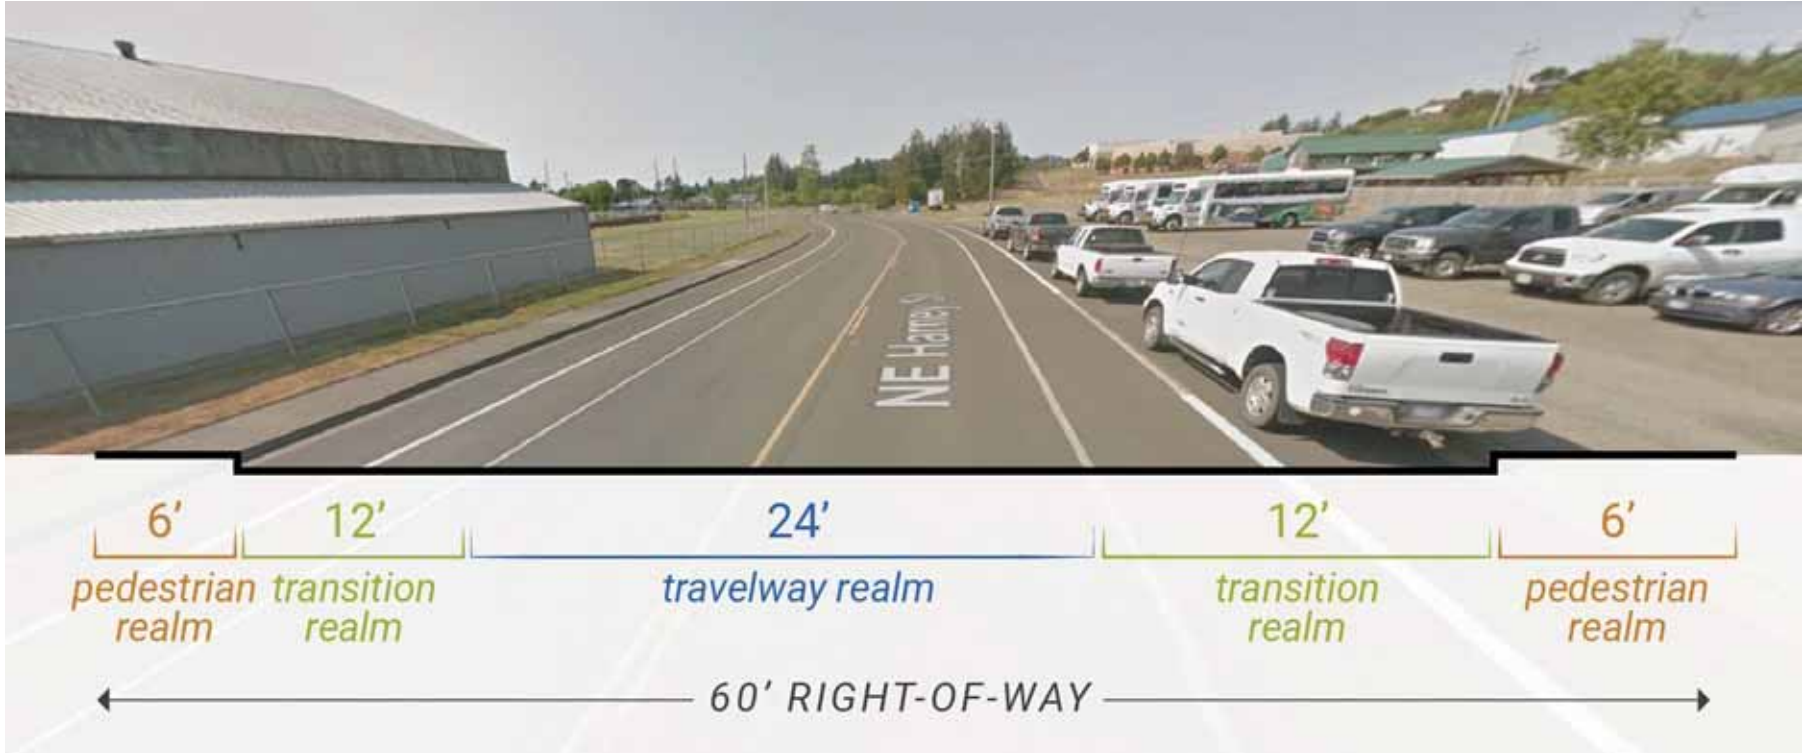 NE Harney St
6’
12’
24’
12’
6’
pedestrian realm
transition realm
travelway realm
transition realm
pedestrian realm
60’ RIGHT-OF-WAY